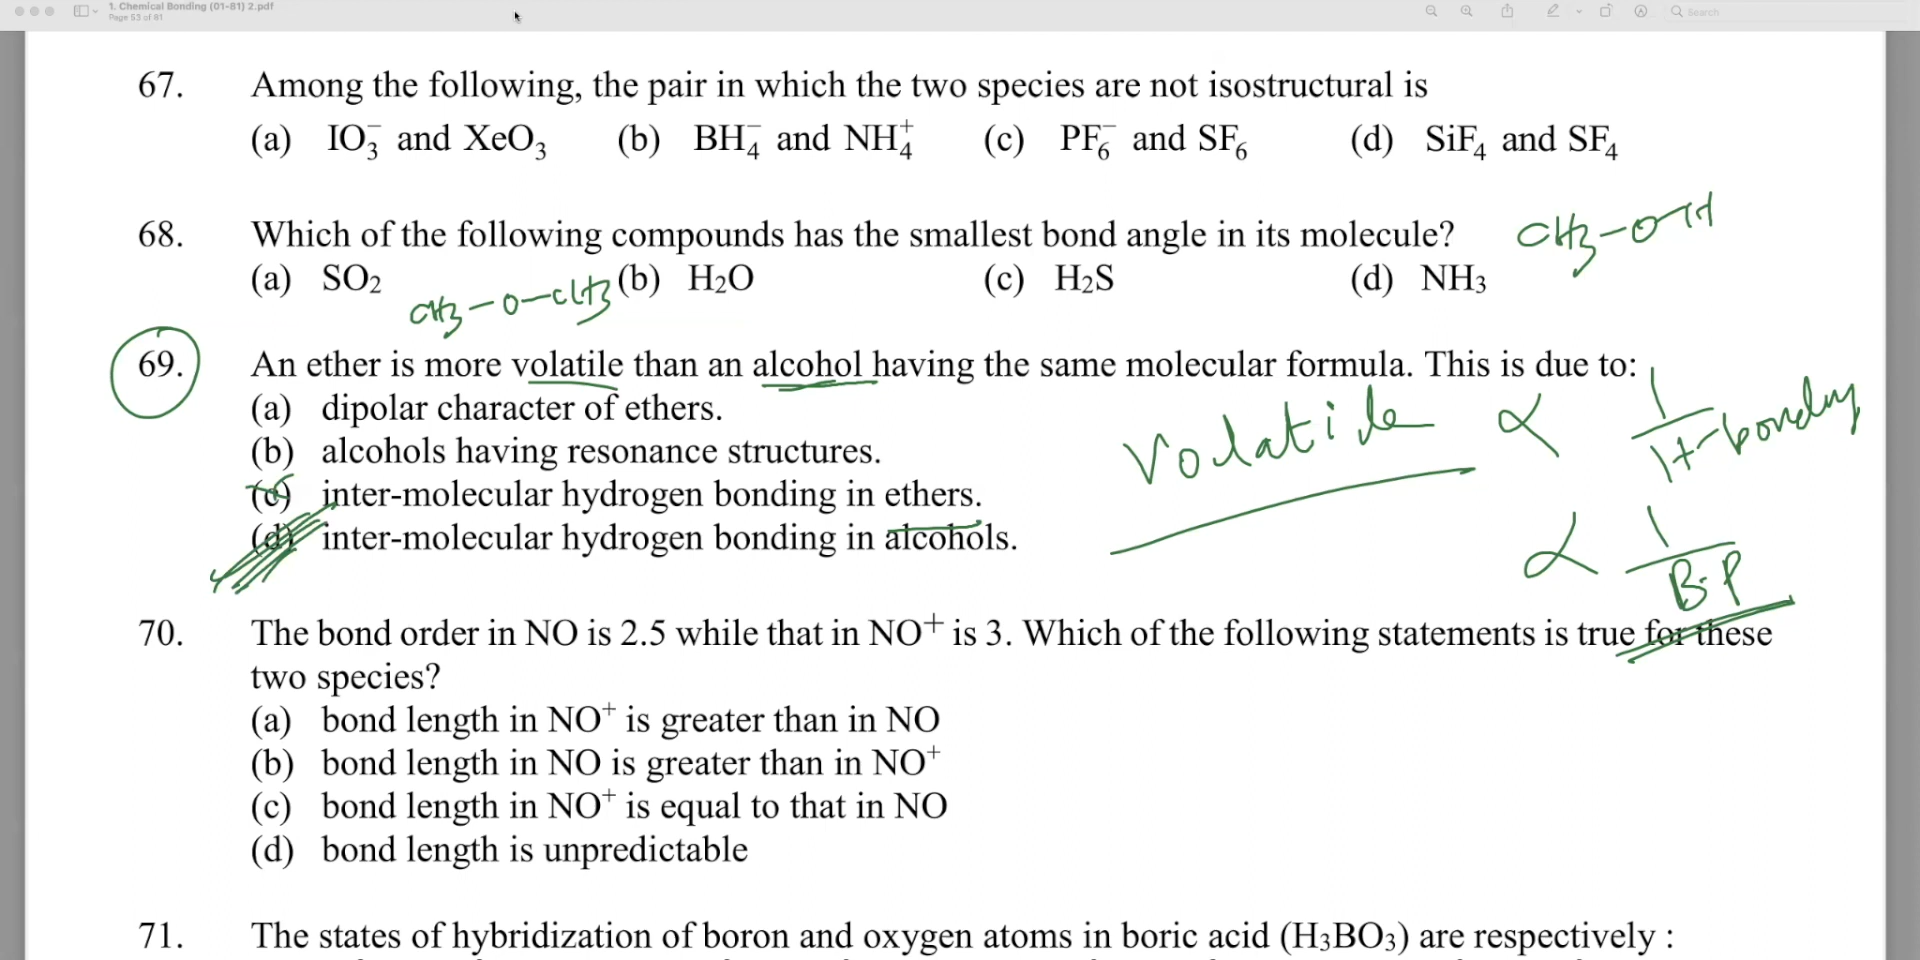 1. Chemical Bonding (01-81) 2.pdf
Page 53 of 81
Search
67. Among the following, the pair in which the two species are not isostructural is
(a) IO₃⁻ and XeO₃ (b) BH₄⁻ and NH₄⁺ (c) PF₆⁻ and SF₆ (d) SiF₄ and SF₄
68. Which of the following compounds has the smallest bond angle in its molecule?
CH₃-O-H
(a) SO₂ (b) H₂O (c) H₂S (d) NH₃
CH₃-O-CH₃
69. An ether is more volatile than an alcohol having the same molecular formula. This is due to:
(a) dipolar character of ethers.
(b) alcohols having resonance structures.
(c) inter-molecular hydrogen bonding in ethers.
(d) inter-molecular hydrogen bonding in alcohols.
Volatile ∝ 1/H-bonding
∝ 1/B.P
70. The bond order in NO is 2.5 while that in NO⁺ is 3. Which of the following statements is true for these
two species?
(a) bond length in NO⁺ is greater than in NO
(b) bond length in NO is greater than in NO⁺
(c) bond length in NO⁺ is equal to that in NO
(d) bond length is unpredictable
71. The states of hybridization of boron and oxygen atoms in boric acid (H₃BO₃) are respectively :